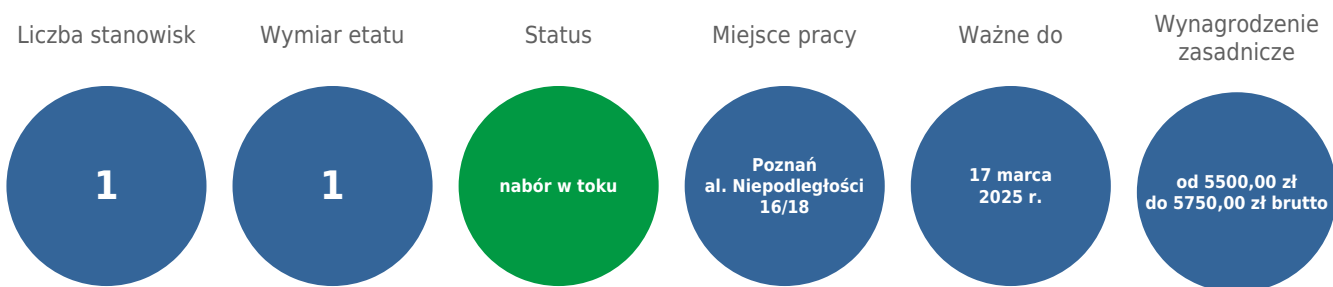 Liczba stanowisk
1
Wymiar etatu
1
Status
nabór w toku
Miejsce pracy
Poznań
al. Niepodległości
16/18
Ważne do
17 marca
2025 r.
Wynagrodzenie
zasadnicze
od 5500,00 zł
do 5750,00 zł brutto